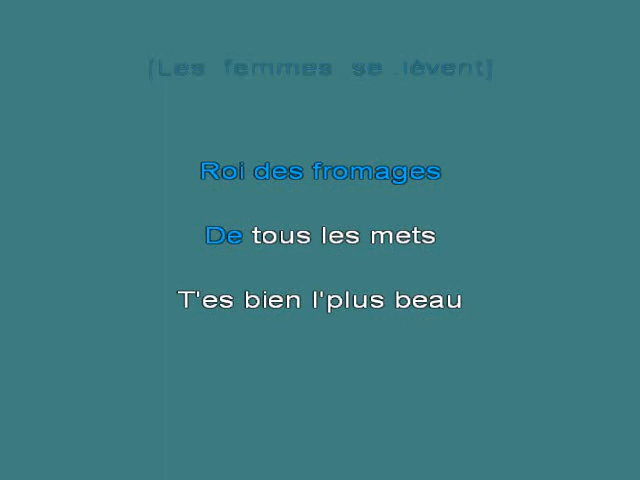 [Les femmes se lèvent]
Roi des fromages
De tous les mets
T'es bien l'plus beau